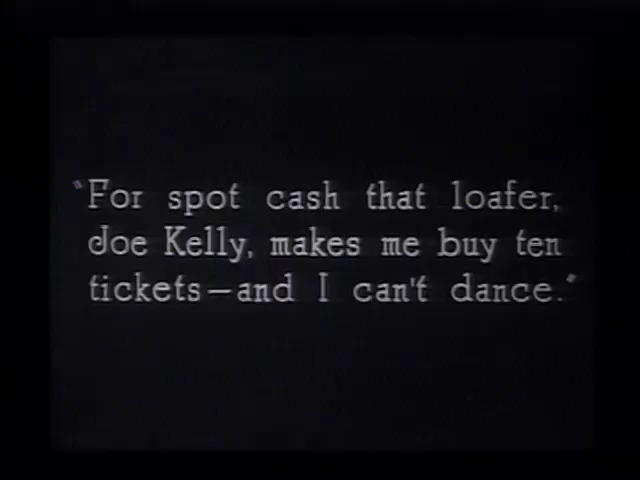 "For spot cash that loafer,
Joe Kelly, makes me buy ten
tickets—and I can't dance."